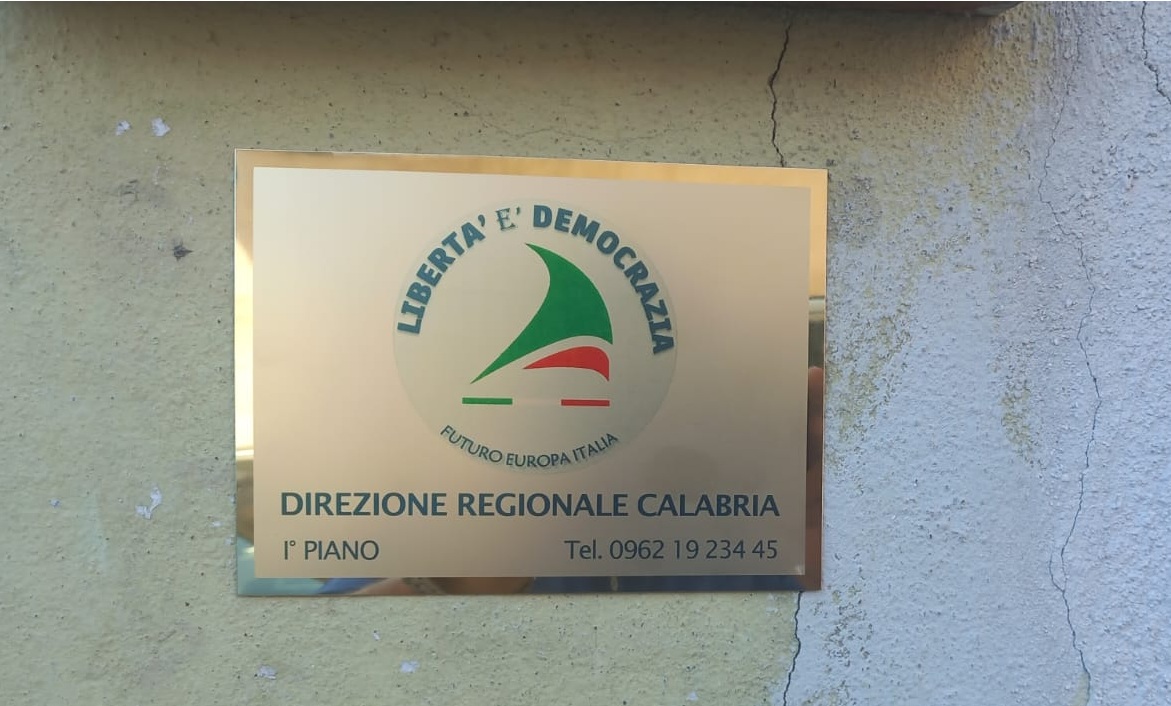 LIBERTA' E' DEMOCRAZIA
FUTURO EUROPA ITALIA
DIREZIONE REGIONALE CALABRIA
I° PIANO Tel. 0962 19 234 45